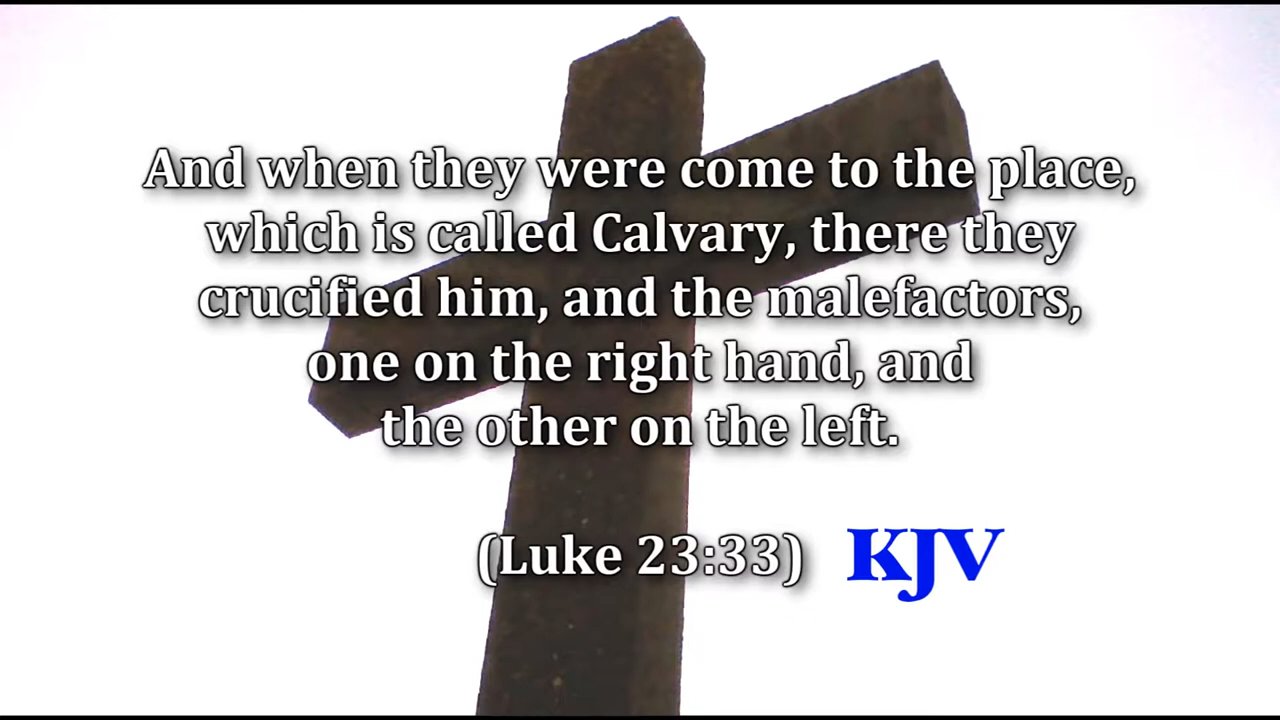 And when they were come to the place,
which is called Calvary, there they
crucified him, and the malefactors,
one on the right hand, and
the other on the left.
(Luke 23:33) KJV